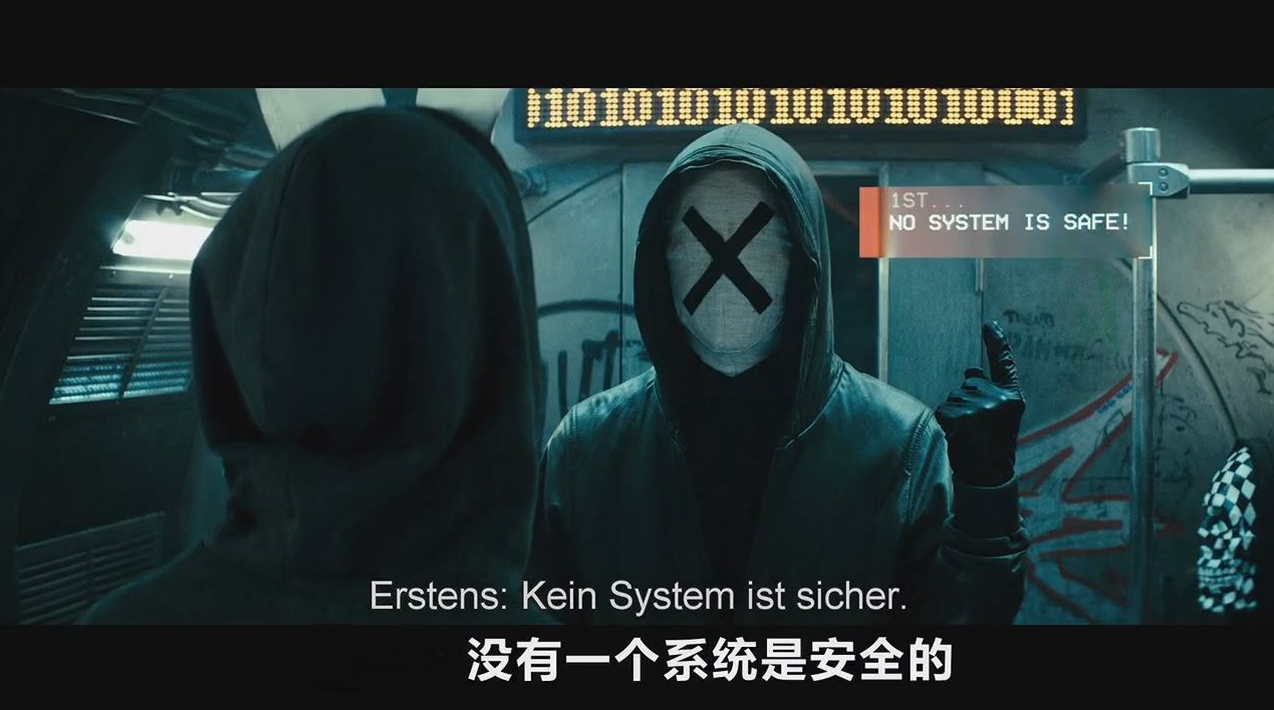 1ST...
NO SYSTEM IS SAFE!
Erstens: Kein System ist sicher.
没有一个系统是安全的